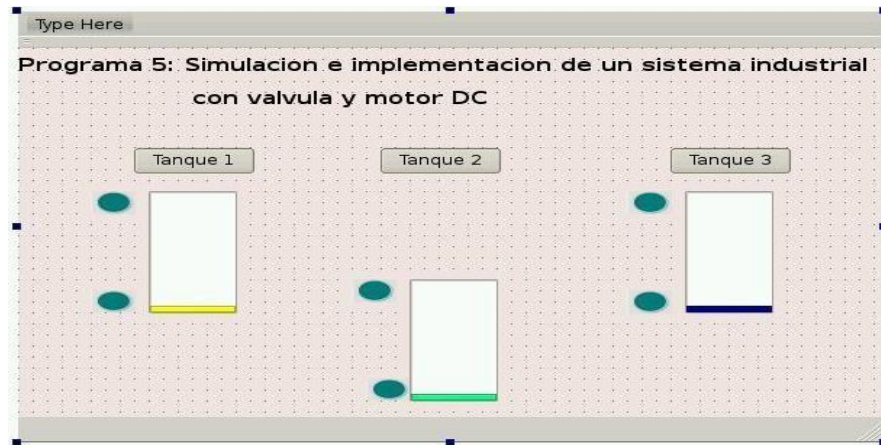 Type Here
Programa 5: Simulacion e implementacion de un sistema industrial
con valvula y motor DC
Tanque 1 Tanque 2 Tanque 3